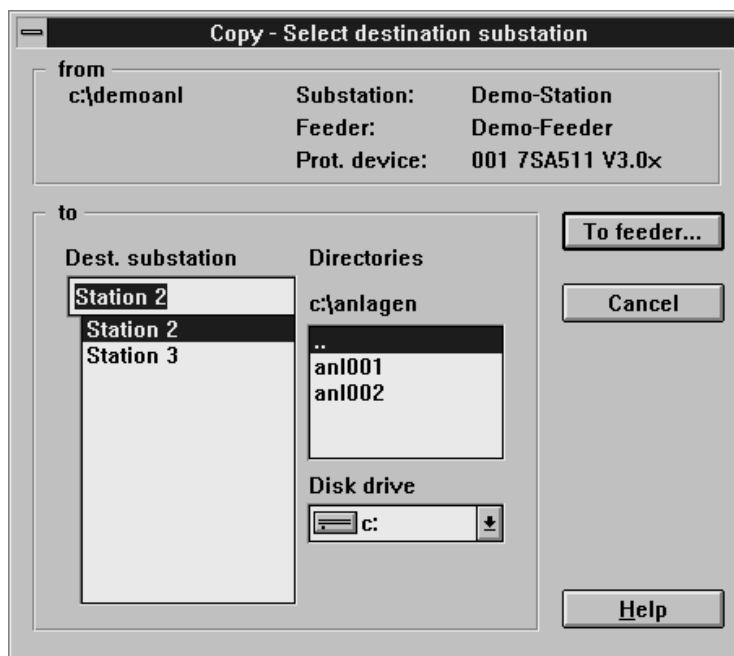 Copy - Select destination substation
from
c:\demoanl
Substation: Demo-Station
Feeder: Demo-Feeder
Prot. device: 001 7SA511 V3.0x
to
Dest. substation
Station 2
Station 2
Station 3
Directories
c:\anlagen
..
anl001
anl002
Disk drive
c:
To feeder...
Cancel
Help